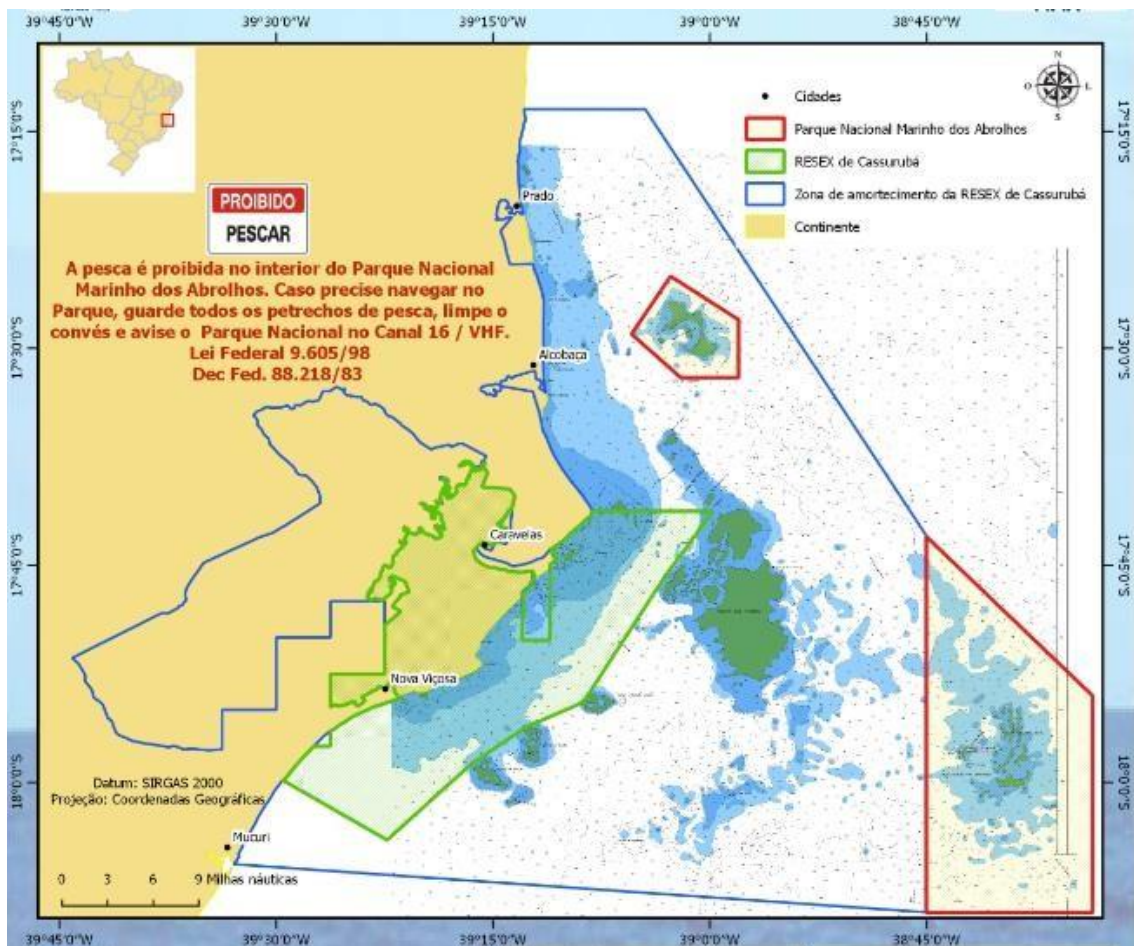 39°45'0"W 39°30'0"W 39°15'0"W 39°0'0"W 38°45'0"W
N
O L
S
Cidades
Parque Nacional Marinho dos Abrolhos
RESEX de Cassurubá
Zona de amortecimento da RESEX de Cassurubá
Continente
17°15'0"S 17°15'0"S
PROIBIDO
PESCAR
Prado
A pesca é proibida no interior do Parque Nacional
Marinho dos Abrolhos. Caso precise navegar no
Parque, guarde todos os petrechos de pesca, limpe o
convés e avise o Parque Nacional no Canal 16 / VHF.
Lei Federal 9.605/98
Dec Fed. 88.218/83
17°30'0"S 17°30'0"S
Alcobaça
Caravelas
17°45'0"S 17°45'0"S
Nova Viçosa
18°0'0"S 18°0'0"S
Datum: SIRGAS 2000
Projeção: Coordenadas Geográficas
Mucuri
0 3 6 9 Milhas náuticas
39°45'0"W 39°30'0"W 39°15'0"W 39°0'0"W 38°45'0"W